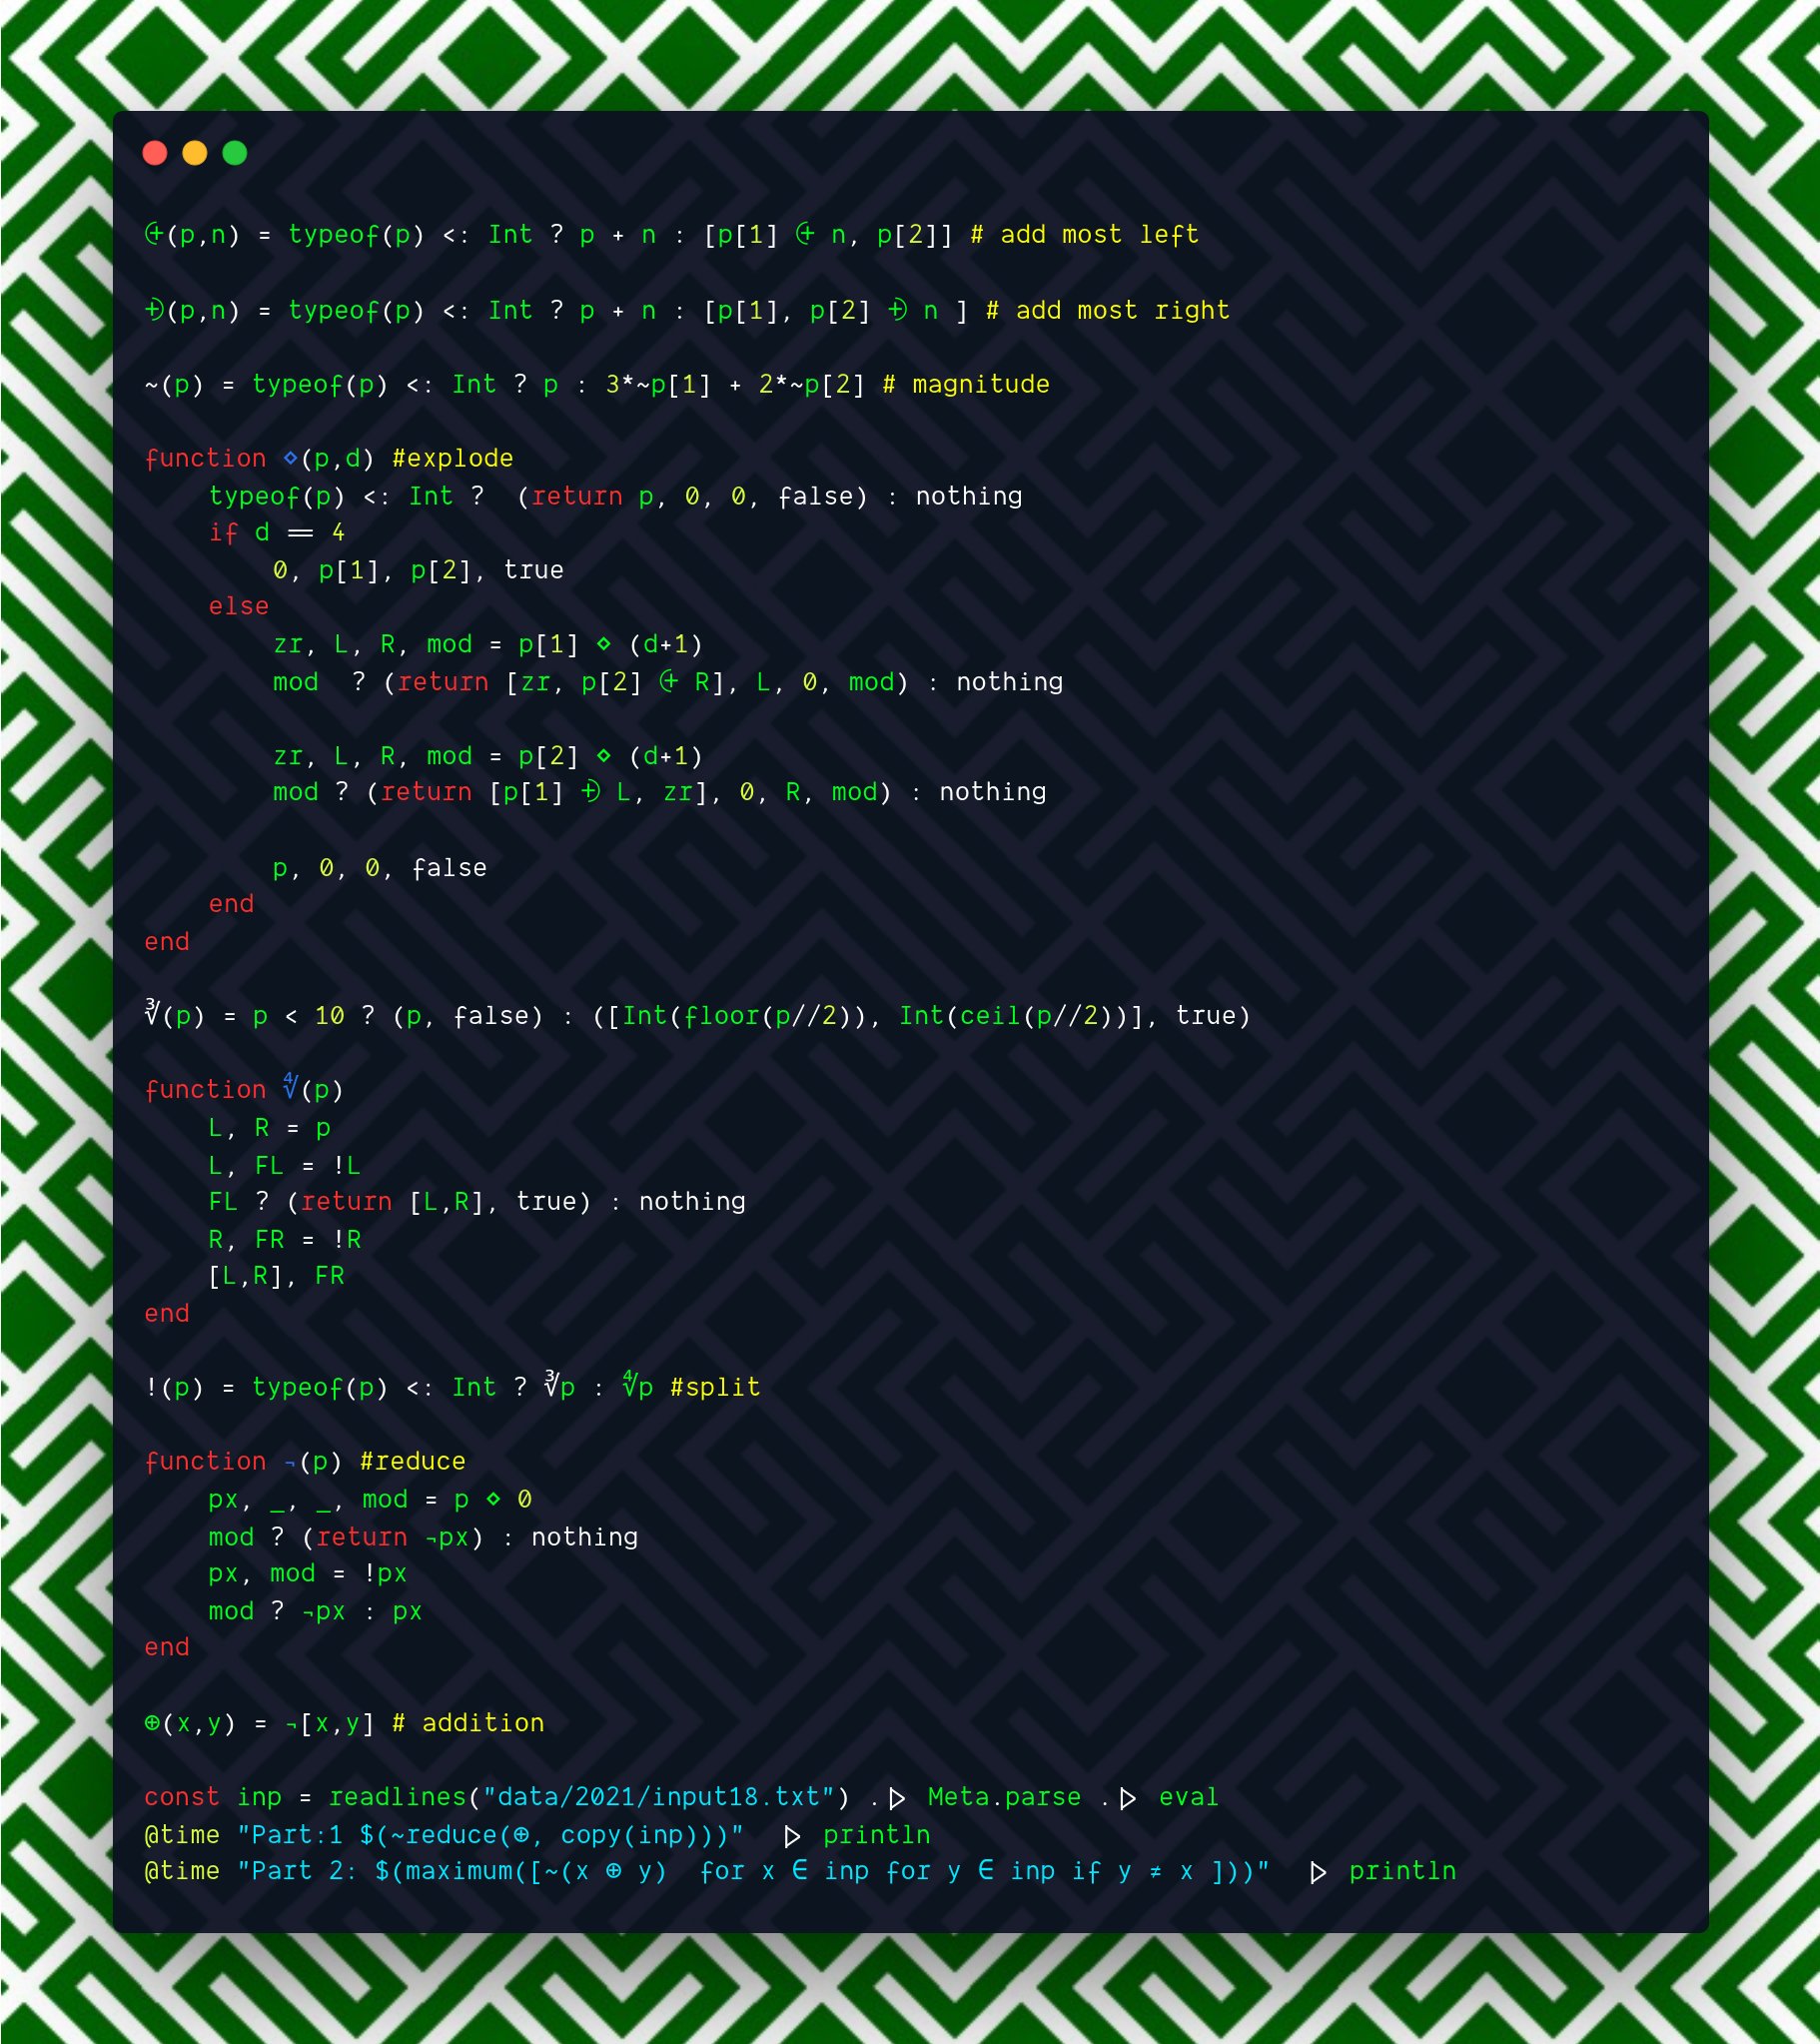 ⨭(p,n) = typeof(p) <: Int ? p + n : [p[1] ⨭ n, p[2]] # add most left
⨮(p,n) = typeof(p) <: Int ? p + n : [p[1], p[2] ⨮ n ] # add most right
~(p) = typeof(p) <: Int ? p : 3*~p[1] + 2*~p[2] # magnitude
function ⋄(p,d) #explode
    typeof(p) <: Int ?  (return p, 0, 0, false) : nothing
    if d == 4
        0, p[1], p[2], true
    else
        zr, L, R, mod = p[1] ⋄ (d+1)
        mod  ? (return [zr, p[2] ⨭ R], L, 0, mod) : nothing
        zr, L, R, mod = p[2] ⋄ (d+1)
        mod ? (return [p[1] ⨮ L, zr], 0, R, mod) : nothing
        p, 0, 0, false
    end
end
∛(p) = p < 10 ? (p, false) : ([Int(floor(p//2)), Int(ceil(p//2))], true)
function ∜(p)
    L, R = p
    L, FL = !L
    FL ? (return [L,R], true) : nothing
    R, FR = !R
    [L,R], FR
end
!(p) = typeof(p) <: Int ? ∛p : ∜p #split
function ¬(p) #reduce
    px, _, _, mod = p ⋄ 0
    mod ? (return ¬px) : nothing
    px, mod = !px
    mod ? ¬px : px
end
⊕(x,y) = ¬[x,y] # addition
const inp = readlines("data/2021/input18.txt") .|> Meta.parse .|> eval
@time "Part:1 $(~reduce(⊕, copy(inp)))"  |> println
@time "Part 2: $(maximum([~(x ⊕ y)  for x ∈ inp for y ∈ inp if y ≠ x ]))"  |> println